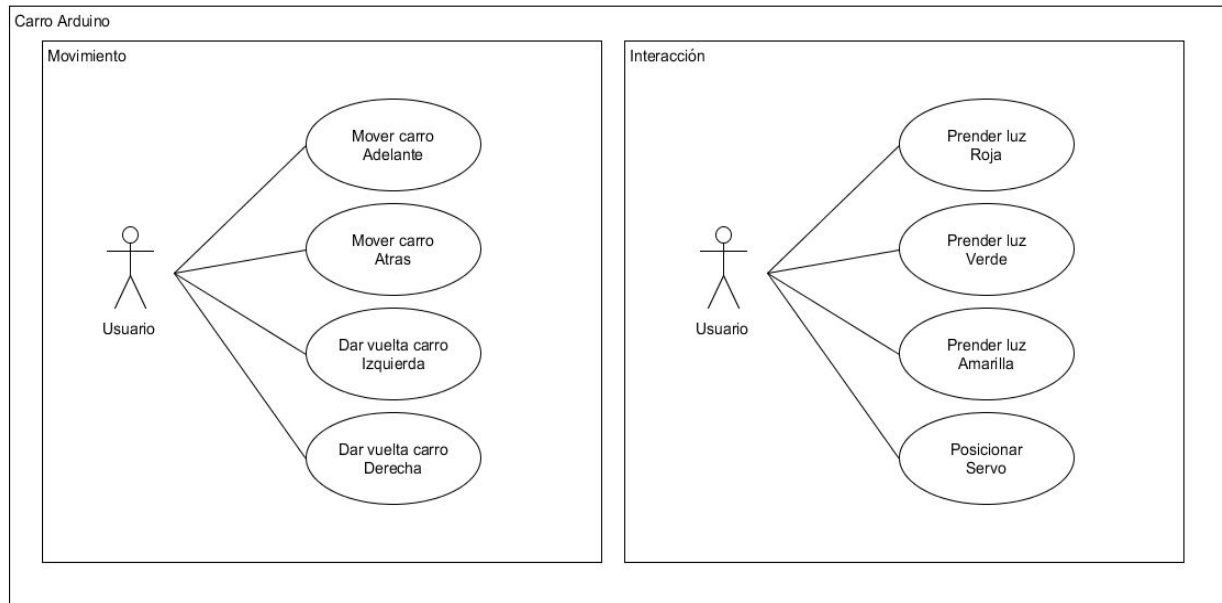 Carro Arduino
Movimiento
Mover carro
Adelante
Mover carro
Atras
Usuario
Dar vuelta carro
Izquierda
Dar vuelta carro
Derecha
Interacción
Prender luz
Roja
Prender luz
Verde
Usuario
Prender luz
Amarilla
Posicionar
Servo